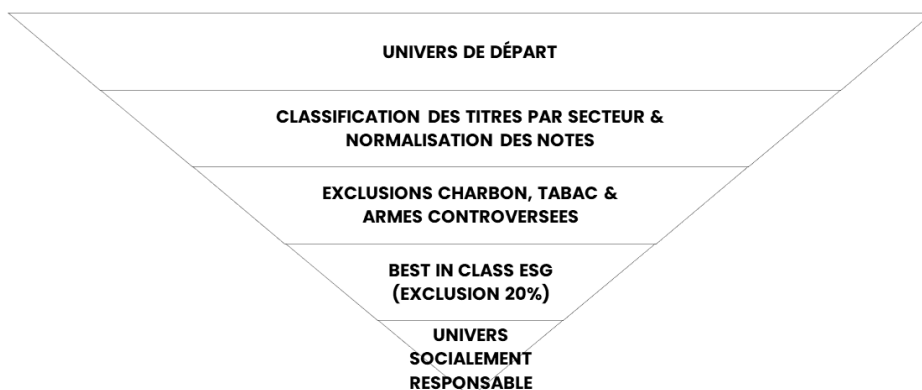 UNIVERS DE DÉPART
CLASSIFICATION DES TITRES PAR SECTEUR &
NORMALISATION DES NOTES
EXCLUSIONS CHARBON, TABAC &
ARMES CONTROVERSEES
BEST IN CLASS ESG
(EXCLUSION 20%)
UNIVERS
SOCIALEMENT
RESPONSABLE